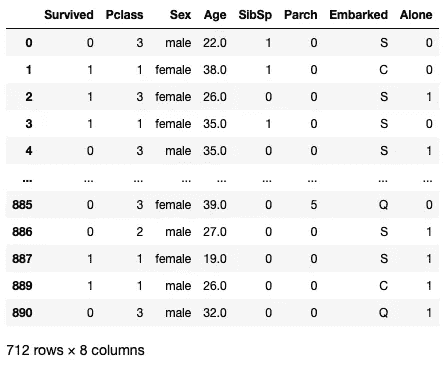 Survived Pclass Sex Age SibSp Parch Embarked Alone
0 0 3 male 22.0 1 0 S 0
1 1 1 female 38.0 1 0 C 0
2 1 3 female 26.0 0 0 S 1
3 1 1 female 35.0 1 0 S 0
4 0 3 male 35.0 0 0 S 1
... ... ... ... ... ... ... ... ...
885 0 3 female 39.0 0 5 Q 0
886 0 2 male 27.0 0 0 S 1
887 1 1 female 19.0 0 0 S 1
889 1 1 male 26.0 0 0 C 1
890 0 3 male 32.0 0 0 Q 1
712 rows × 8 columns